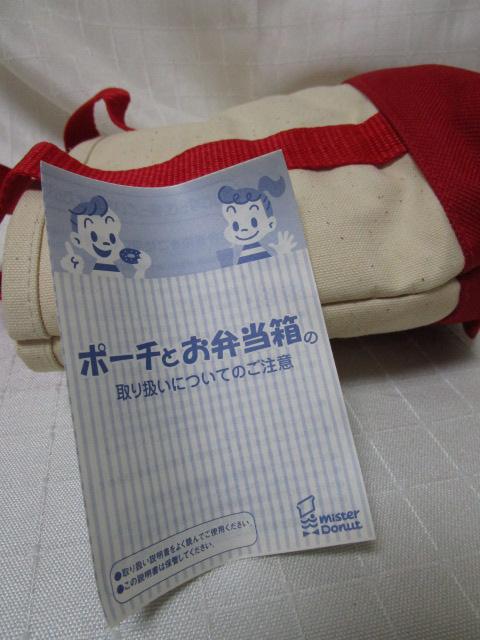 ポーチとお弁当箱の
取り扱いについてのご注意
mister
Donut
●取り扱い説明書をよく読んでご使用ください。
●この説明書は保管してください。